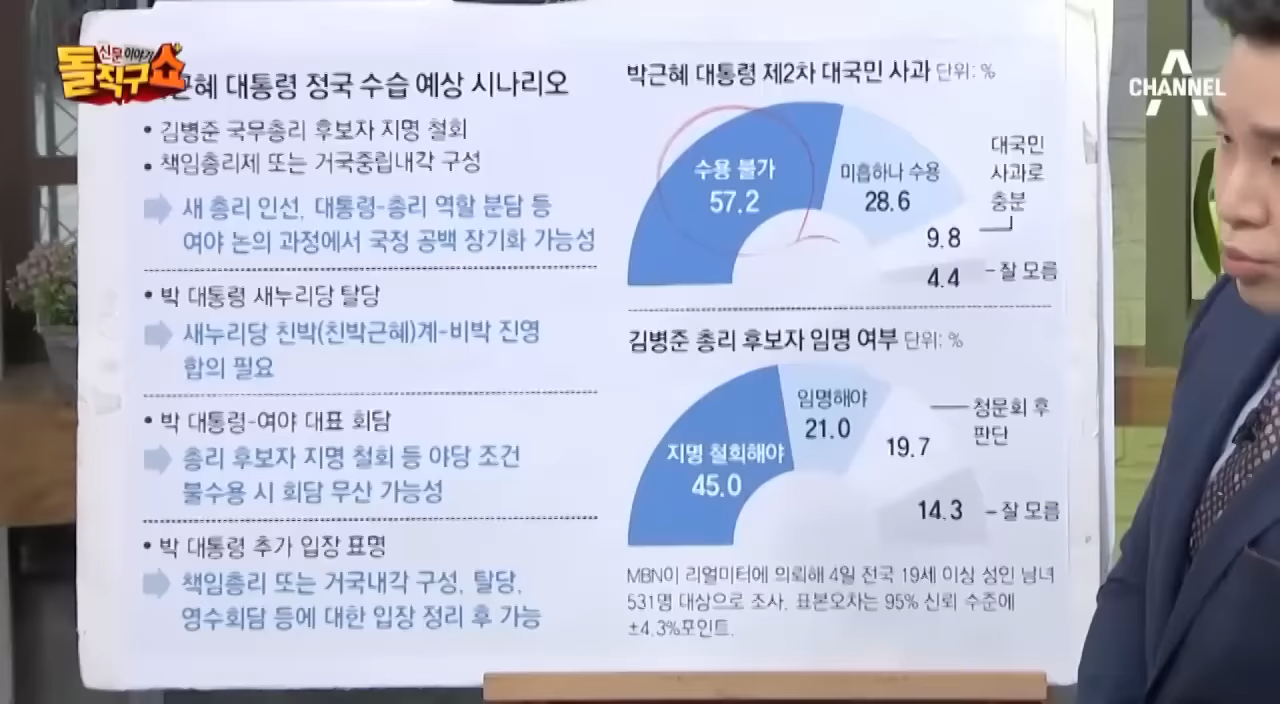 신문이야기
돌직구 쇼
CHANNEL A
근혜 대통령 정국 수습 예상 시나리오
• 김병준 국무총리 후보자 지명 철회
• 책임총리제 또는 거국중립내각 구성
새 총리 인선, 대통령-총리 역할 분담 등
여야 논의 과정에서 국정 공백 장기화 가능성
• 박 대통령 새누리당 탈당
새누리당 친박(친박근혜)계-비박 진영
합의 필요
• 박 대통령-여야 대표 회담
총리 후보자 지명 철회 등 야당 조건
불수용 시 회담 무산 가능성
• 박 대통령 추가 입장 표명
책임총리 또는 거국내각 구성, 탈당,
영수회담 등에 대한 입장 정리 후 가능
박근혜 대통령 제2차 대국민 사과 단위: %
수용 불가
57.2
미흡하나 수용
28.6
대국민
사과로
충분
9.8
4.4 - 잘 모름
김병준 총리 후보자 임명 여부 단위: %
지명 철회해야
45.0
임명해야
21.0
청문회 후
판단
19.7
14.3 - 잘 모름
MBN이 리얼미터에 의뢰해 4일 전국 19세 이상 성인 남녀
531명 대상으로 조사. 표본오차는 95% 신뢰 수준에
±4.3%포인트.